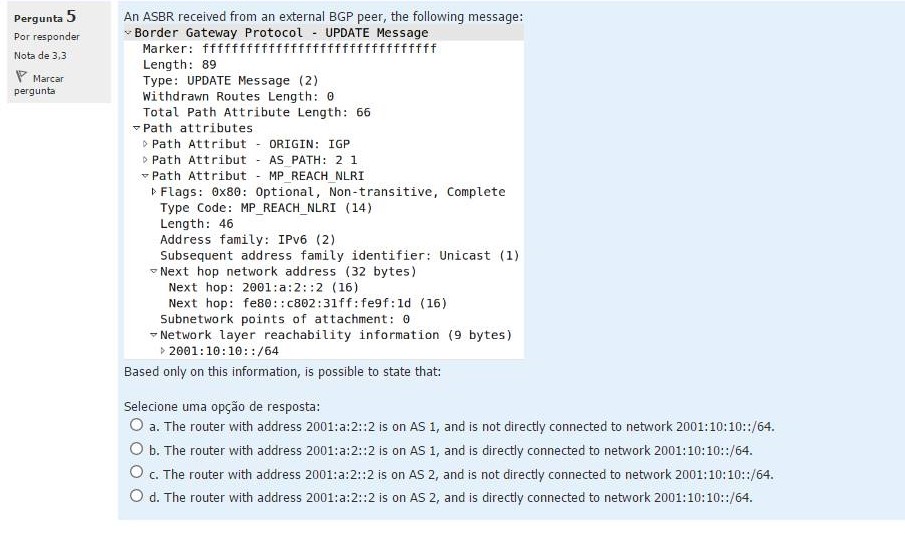 Pergunta 5
Por responder
Nota de 3,3
Marcar
pergunta
An ASBR received from an external BGP peer, the following message:
Border Gateway Protocol - UPDATE Message
Marker: ffffffffffffffffffffffffffffffff
Length: 89
Type: UPDATE Message (2)
Withdrawn Routes Length: 0
Total Path Attribute Length: 66
Path attributes
Path Attribut - ORIGIN: IGP
Path Attribut - AS_PATH: 2 1
Path Attribut - MP_REACH_NLRI
Flags: 0x80: Optional, Non-transitive, Complete
Type Code: MP_REACH_NLRI (14)
Length: 46
Address family: IPv6 (2)
Subsequent address family identifier: Unicast (1)
Next hop network address (32 bytes)
Next hop: 2001:a:2::2 (16)
Next hop: fe80::c802:31ff:fe9f:1d (16)
Subnetwork points of attachment: 0
Network layer reachability information (9 bytes)
2001:10:10::/64
Based only on this information, is possible to state that:
Selecione uma opção de resposta:
a. The router with address 2001:a:2::2 is on AS 1, and is not directly connected to network 2001:10:10::/64.
b. The router with address 2001:a:2::2 is on AS 1, and is directly connected to network 2001:10:10::/64.
c. The router with address 2001:a:2::2 is on AS 2, and is not directly connected to network 2001:10:10::/64.
d. The router with address 2001:a:2::2 is on AS 2, and is directly connected to network 2001:10:10::/64.